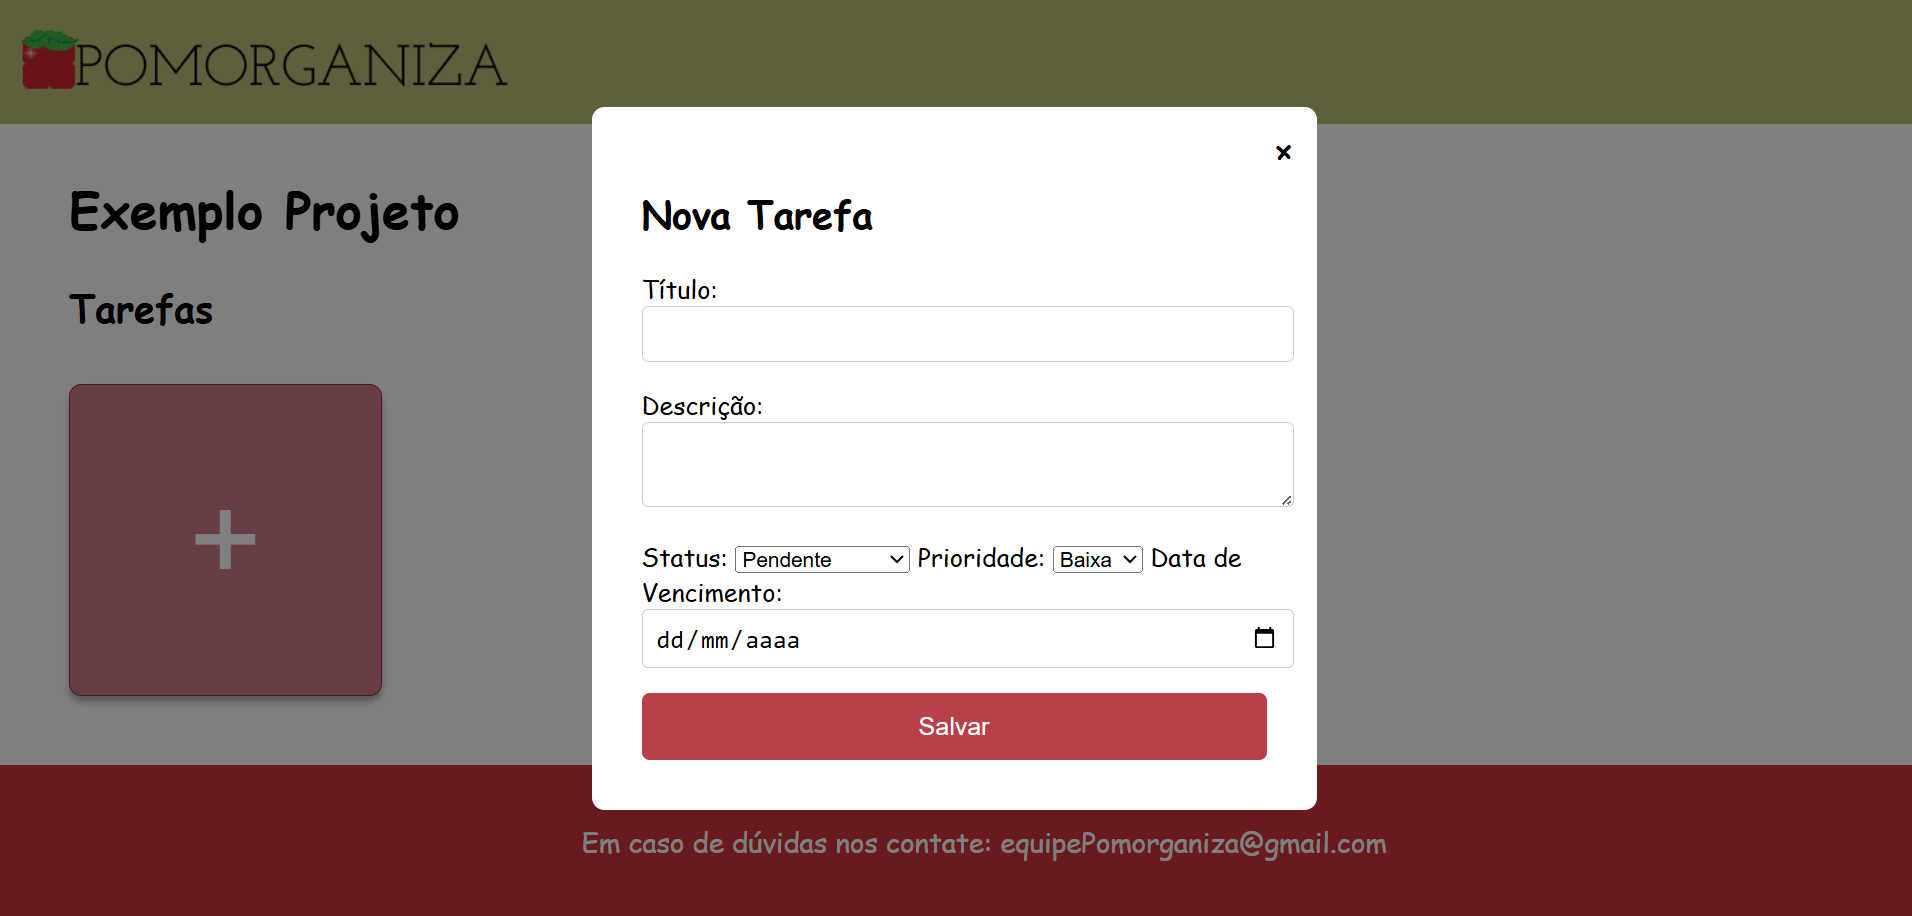 POMORGANIZA
×
Exemplo Projeto
Nova Tarefa
Tarefas
Título:
Descrição:
Status: Pendente Prioridade: Baixa Data de
Vencimento:
dd/mm/aaaa
+
Salvar
Em caso de dúvidas nos contate: equipePomorganiza@gmail.com